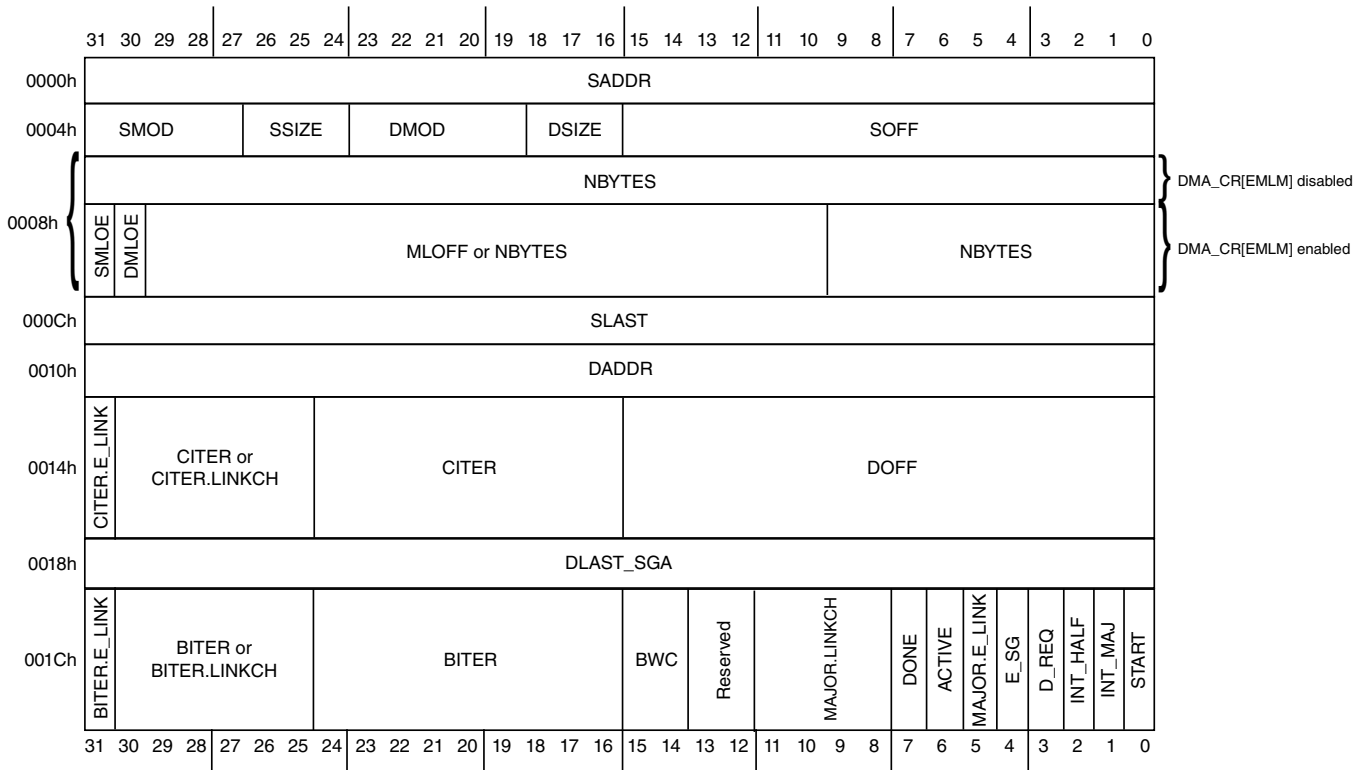 31 30 29 28 27 26 25 24 23 22 21 20 19 18 17 16 15 14 13 12 11 10 9 8 7 6 5 4 3 2 1 0
0000h SADDR
0004h SMOD SSIZE DMOD DSIZE SOFF
NBYTES DMA_CR[EMLM] disabled
0008h
SMLOE DMLOE MLOFF or NBYTES NBYTES DMA_CR[EMLM] enabled
000Ch SLAST
0010h DADDR
0014h CITER.E_LINK CITER or
CITER.LINKCH CITER DOFF
0018h DLAST_SGA
001Ch BITER.E_LINK BITER or
BITER.LINKCH BITER BWC Reserved MAJOR.LINKCH DONE ACTIVE MAJOR.E_LINK E_SG D_REQ INT_HALF INT_MAJ START
31 30 29 28 27 26 25 24 23 22 21 20 19 18 17 16 15 14 13 12 11 10 9 8 7 6 5 4 3 2 1 0